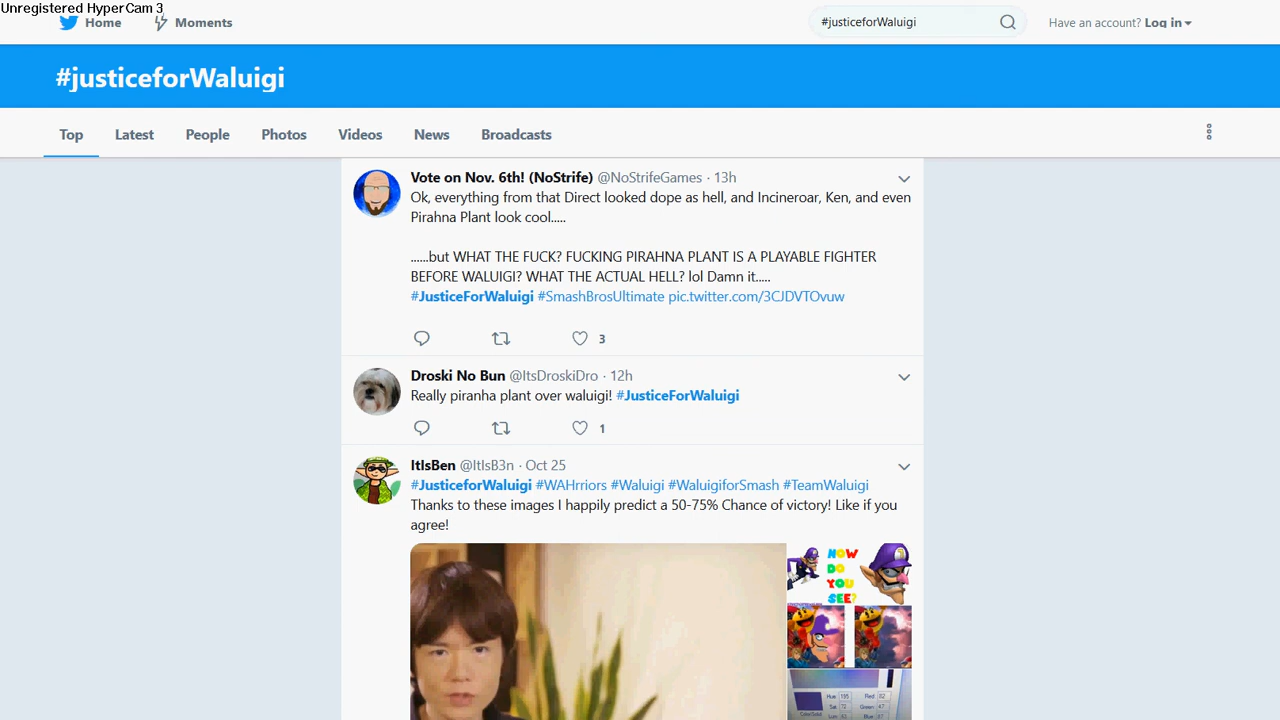 Unregistered HyperCam 3
Home
Moments
#justiceforWaluigi
Have an account? Log in
#justiceforWaluigi
Top
Latest
People
Photos
Videos
News
Broadcasts
Vote on Nov. 6th! (NoStrife) @NoStrifeGames · 13h
Ok, everything from that Direct looked dope as hell, and Incineroar, Ken, and even
Pirahna Plant look cool.....
......but WHAT THE FUCK? FUCKING PIRAHNA PLANT IS A PLAYABLE FIGHTER
BEFORE WALUIGI? WHAT THE ACTUAL HELL? lol Damn it.....
#JusticeForWaluigi #SmashBrosUltimate pic.twitter.com/3CJDVTOvuw
3
Droski No Bun @ItsDroskiDro · 12h
Really piranha plant over waluigi! #JusticeForWaluigi
1
ItIsBen @ItIsB3n · Oct 25
#JusticeforWaluigi #WAHrriors #Waluigi #WaluigiforSmash #TeamWaluigi
Thanks to these images I happily predict a 50-75% Chance of victory! Like if you
agree!
NOW
DO
YOU
SEE?